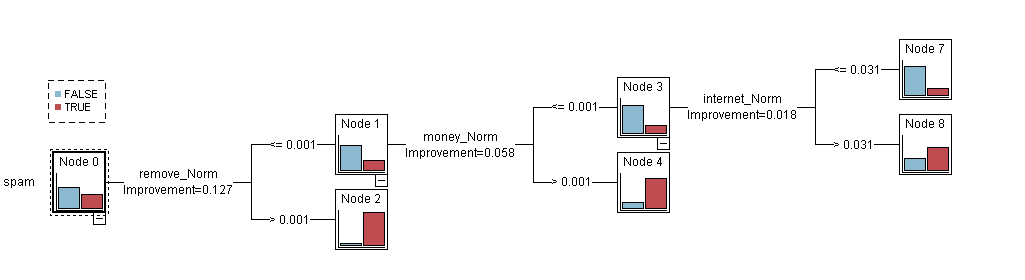 FALSE
TRUE
spam
Node 0
remove_Norm
Improvement=0.127
<= 0.001
> 0.001
Node 1
Node 2
money_Norm
Improvement=0.058
<= 0.001
> 0.001
Node 3
Node 4
internet_Norm
Improvement=0.018
<= 0.031
> 0.031
Node 7
Node 8